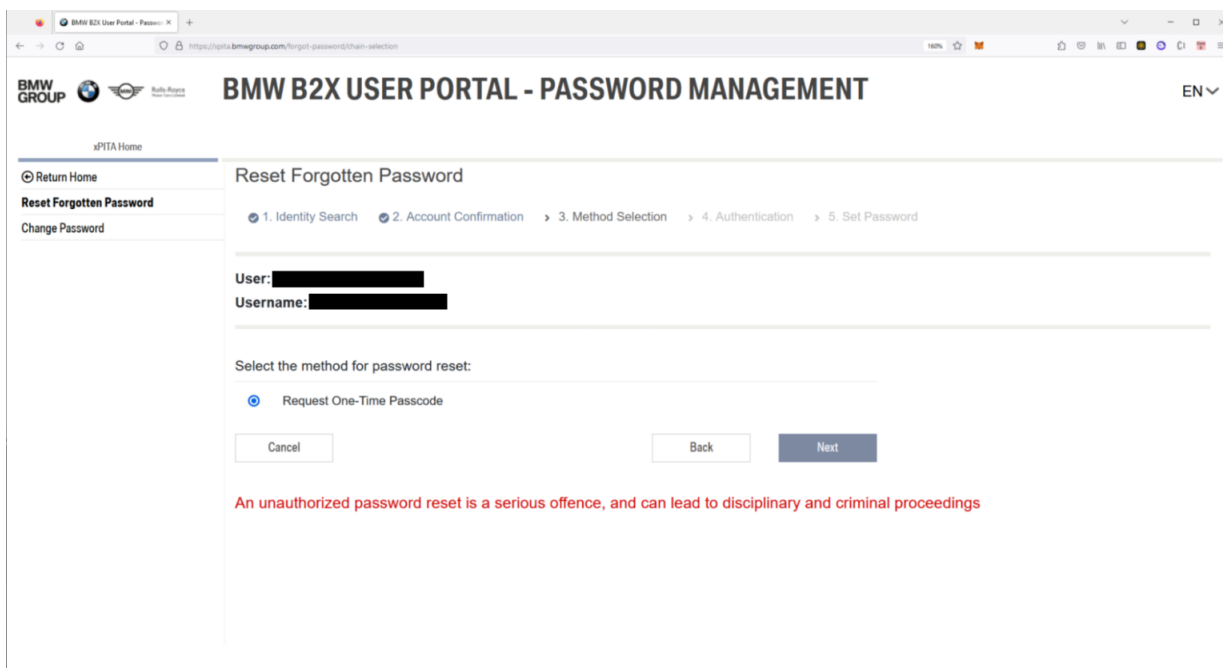 BMW B2X User Portal - Passwor
https://xpita.bmwgroup.com/forgot-password/chain-selection
160%
BMW
GROUP
MINI
Rolls-Royce
BMW B2X USER PORTAL - PASSWORD MANAGEMENT
EN
xPITA Home
Return Home
Reset Forgotten Password
Change Password
Reset Forgotten Password
1. Identity Search
2. Account Confirmation
3. Method Selection
4. Authentication
5. Set Password
User:
Username:
Select the method for password reset:
Request One-Time Passcode
Cancel
Back
Next
An unauthorized password reset is a serious offence, and can lead to disciplinary and criminal proceedings